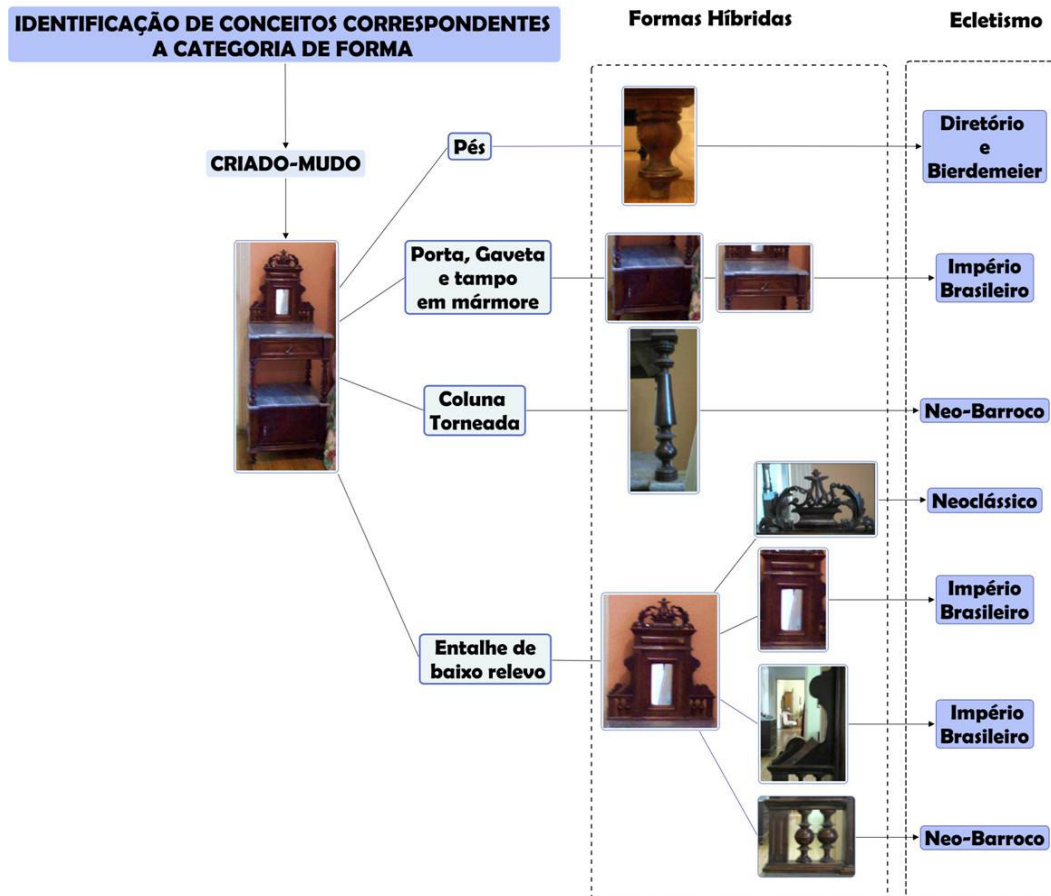 IDENTIFICAÇÃO DE CONCEITOS CORRESPONDENTES
A CATEGORIA DE FORMA
Formas Híbridas
Ecletismo
CRIADO-MUDO
Pés
Diretório
e
Bierdemeier
Porta, Gaveta
e tampo
em mármore
Império
Brasileiro
Coluna
Torneada
Neo-Barroco
Entalhe de
baixo relevo
Neoclássico
Império
Brasileiro
Império
Brasileiro
Neo-Barroco